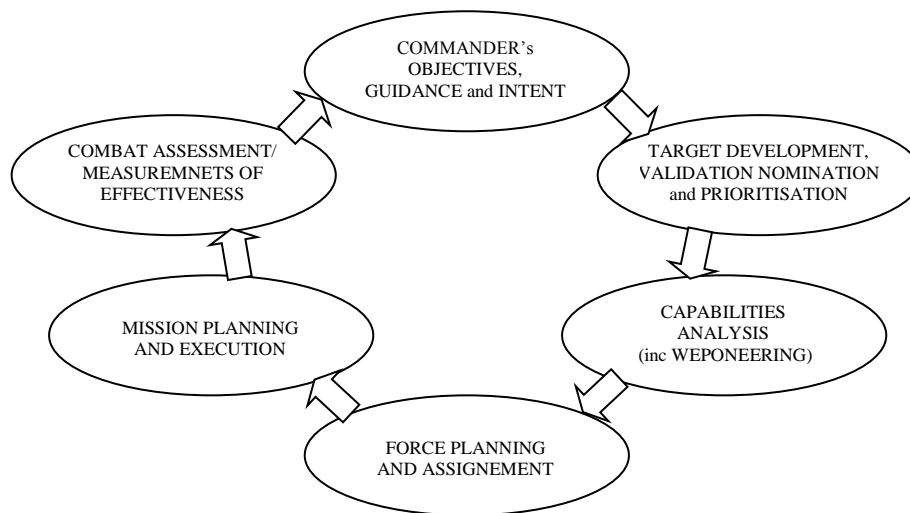 COMMANDER's
OBJECTIVES,
GUIDANCE and INTENT
TARGET DEVELOPMENT,
VALIDATION NOMINATION
and PRIORITISATION
CAPABILITIES
ANALYSIS
(inc WEPONEERING)
FORCE PLANNING
AND ASSIGNEMENT
MISSION PLANNING
AND EXECUTION
COMBAT ASSESSMENT/
MEASUREMNETS OF
EFFECTIVENESS